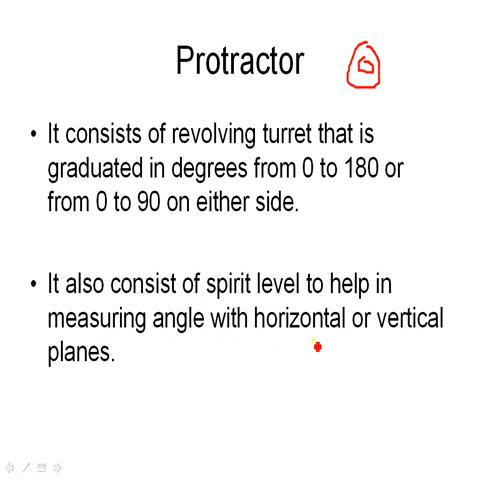 Protractor
• It consists of revolving turret that is
graduated in degrees from 0 to 180 or
from 0 to 90 on either side.
• It also consist of spirit level to help in
measuring angle with horizontal or vertical
planes.